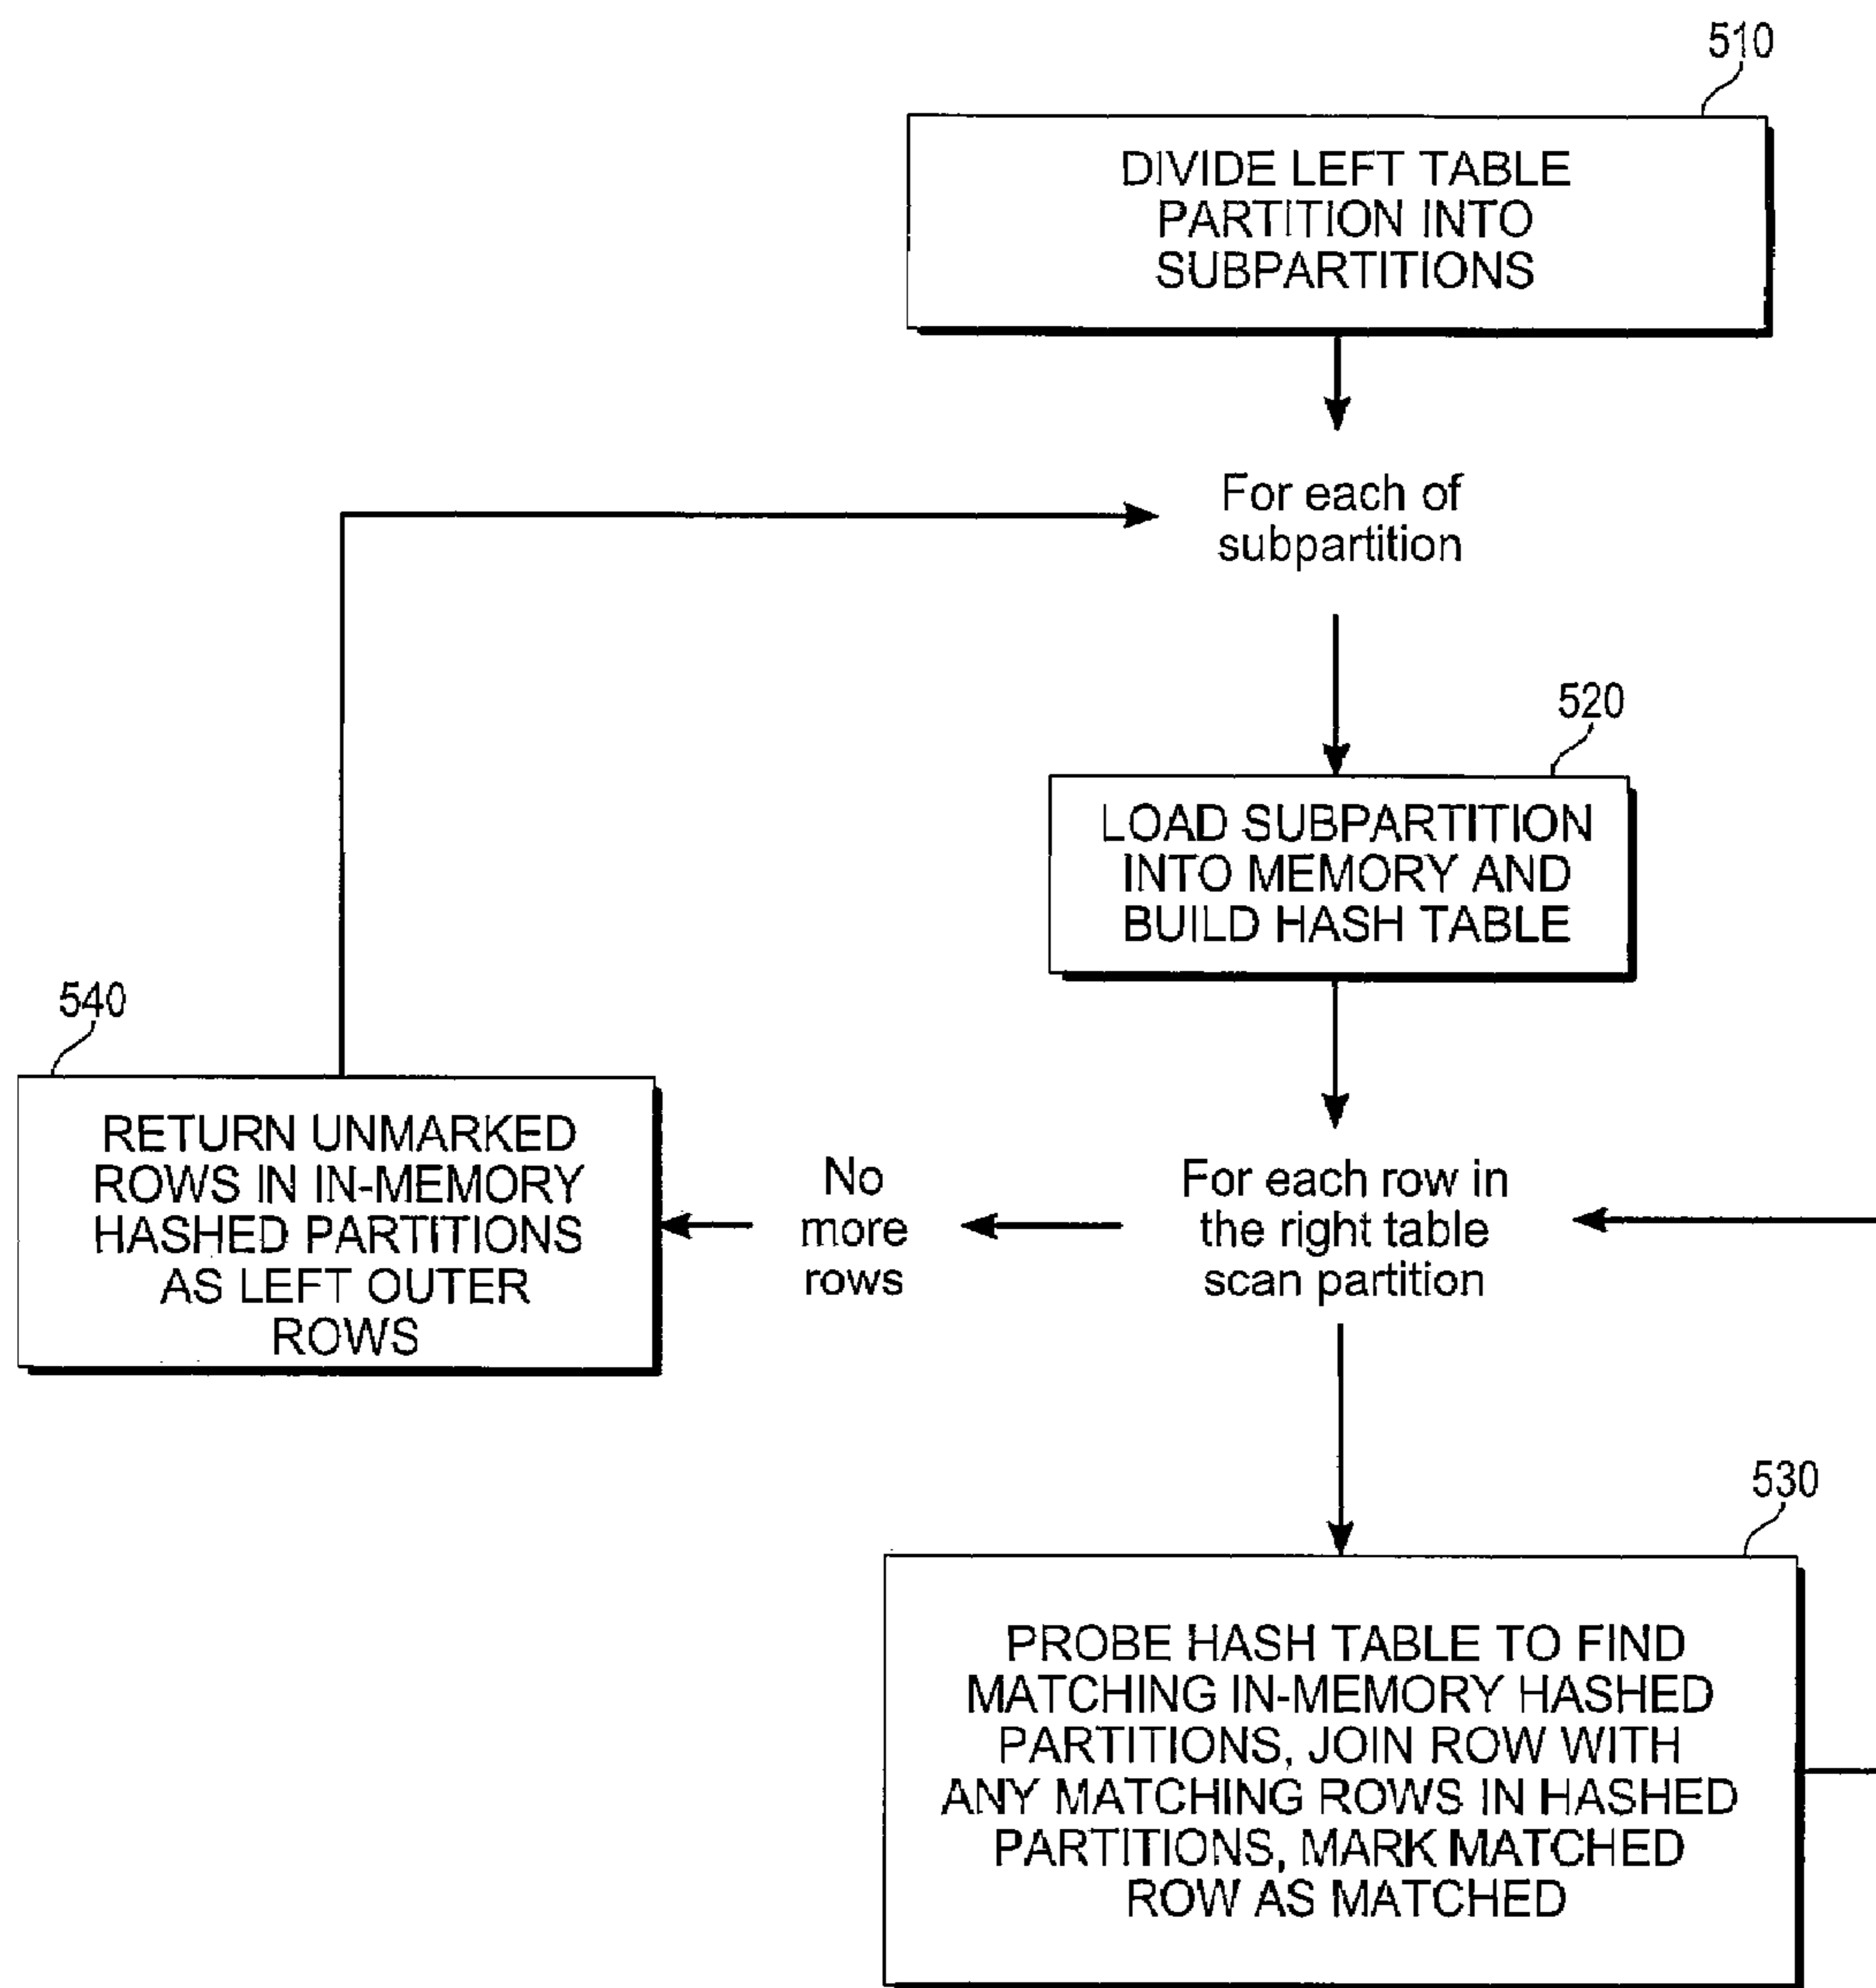 510
DIVIDE LEFT TABLE
PARTITION INTO
SUBPARTITIONS
For each of
subpartition
520
LOAD SUBPARTITION
INTO MEMORY AND
BUILD HASH TABLE
540
RETURN UNMARKED
ROWS IN IN-MEMORY
HASHED PARTITIONS
AS LEFT OUTER
ROWS
No
more
rows
For each row in
the right table
scan partition
530
PROBE HASH TABLE TO FIND
MATCHING IN-MEMORY HASHED
PARTITIONS, JOIN ROW WITH
ANY MATCHING ROWS IN HASHED
PARTITIONS, MARK MATCHED
ROW AS MATCHED